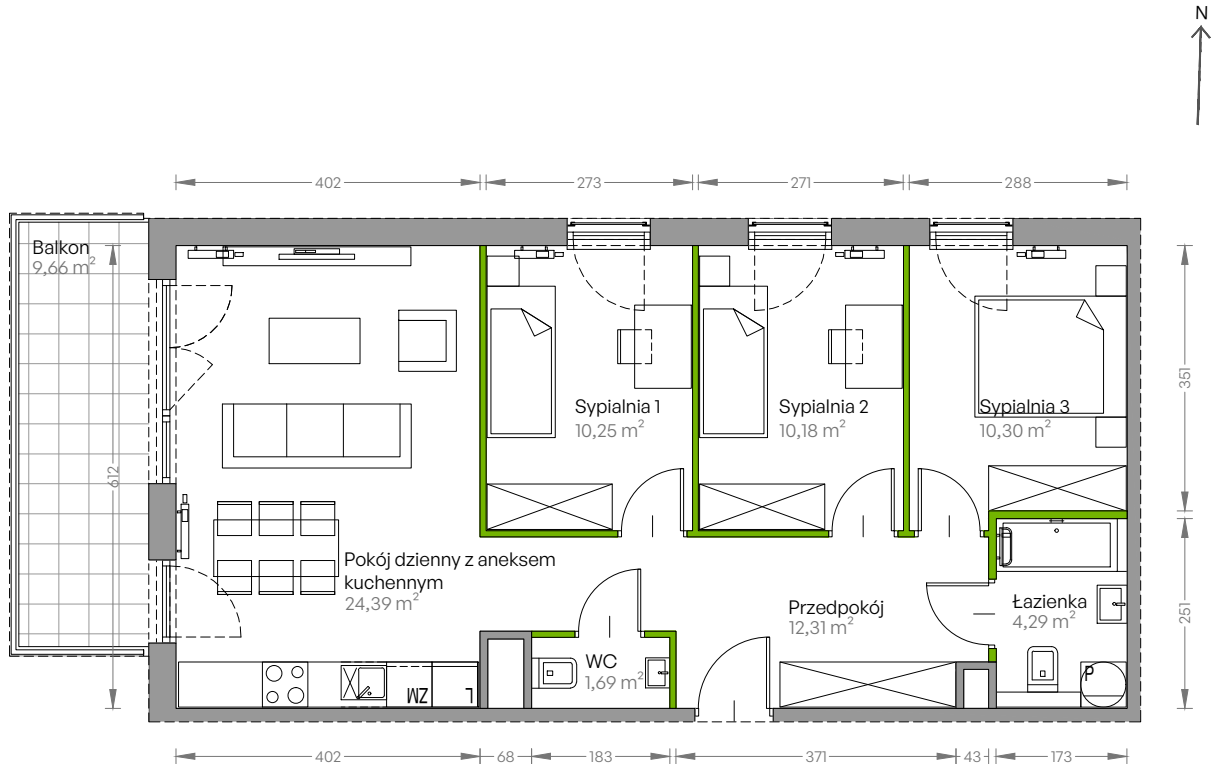 N
402
273
271
288
Balkon
9,66 m²
351
Sypialnia 1
10,25 m²
Sypialnia 2
10,18 m²
Sypialnia 3
10,30 m²
612
Pokój dzienny z aneksem
kuchennym
24,39 m²
Przedpokój
12,31 m²
Łazienka
4,29 m²
251
WC
1,69 m²
P
ZM
L
402
68
183
371
43
173